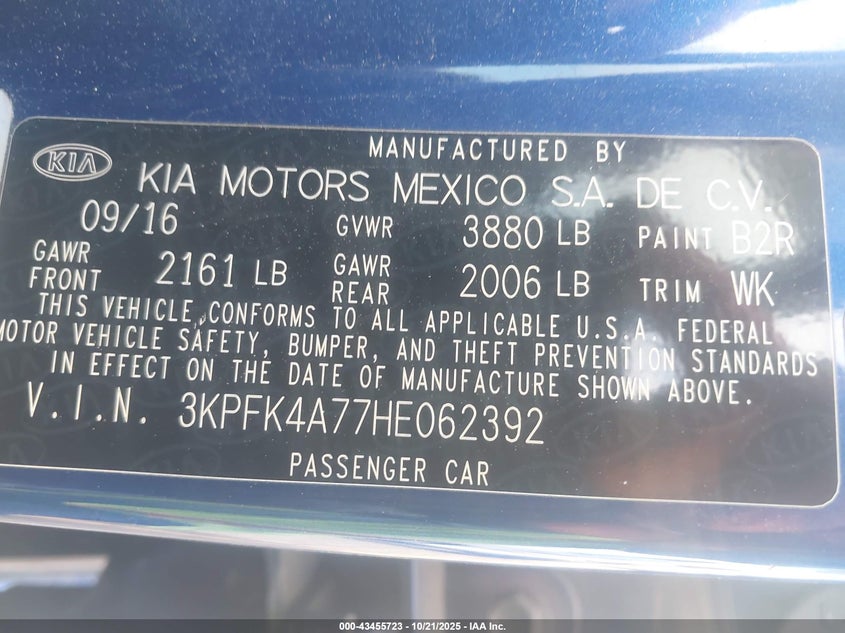 MANUFACTURED BY
KIA KIA MOTORS MEXICO S.A. DE C.V.
09/16 GVWR 3880 LB PAINT B2R
GAWR FRONT 2161 LB GAWR REAR 2006 LB TRIM WK
THIS VEHICLE CONFORMS TO ALL APPLICABLE U.S.A. FEDERAL
MOTOR VEHICLE SAFETY, BUMPER, AND THEFT PREVENTION STANDARDS
IN EFFECT ON THE DATE OF MANUFACTURE SHOWN ABOVE.
V.I.N. 3KPFK4A77HE062392
PASSENGER CAR
000-43455723 - 10/21/2025 - IAA Inc.